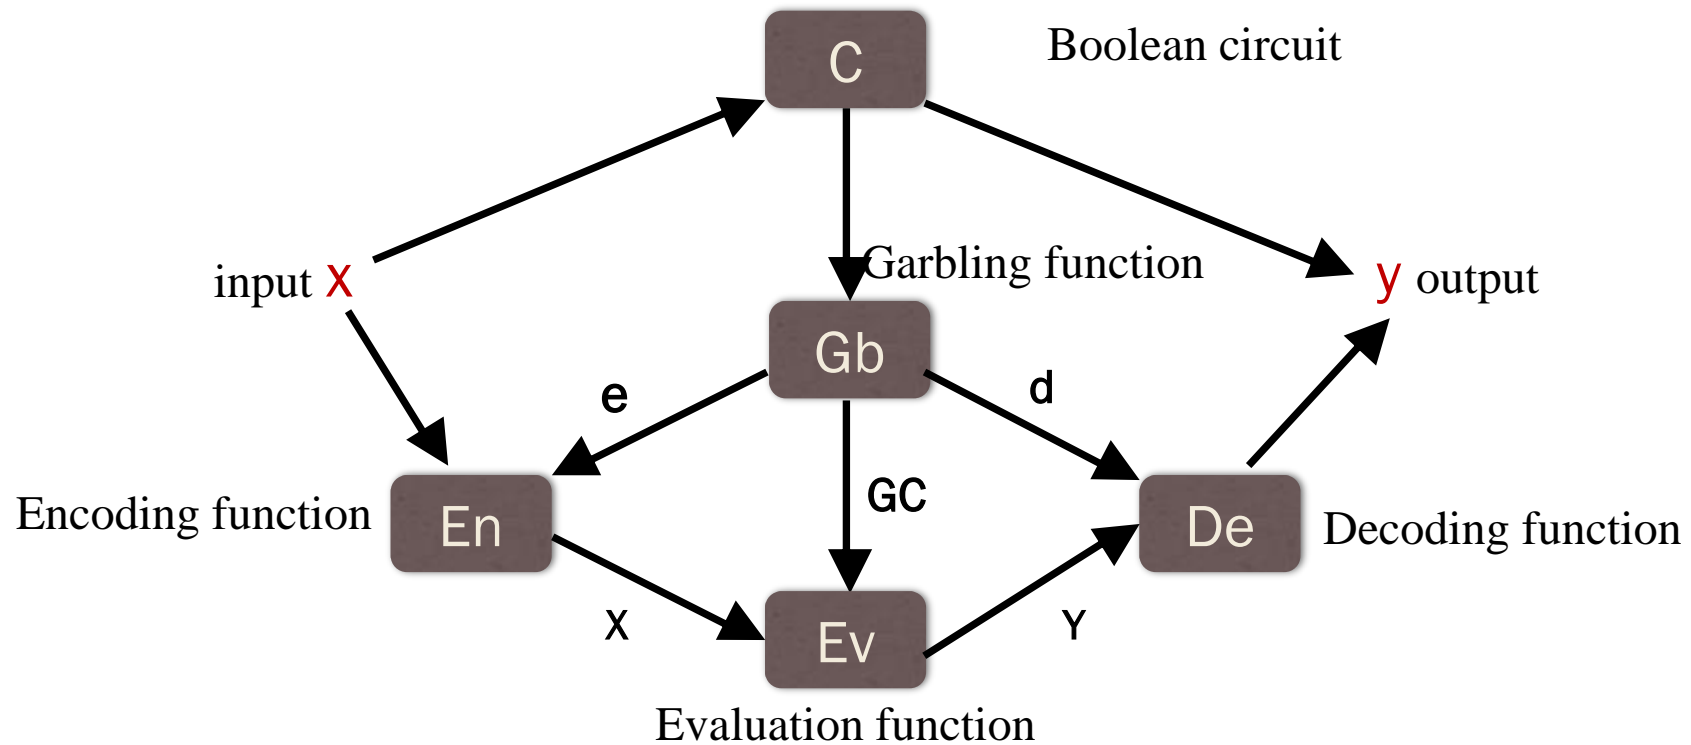 C
Boolean circuit
Garbling function
input x
y output
Gb
e
d
GC
Encoding function
En
De
Decoding function
X
Y
Ev
Evaluation function